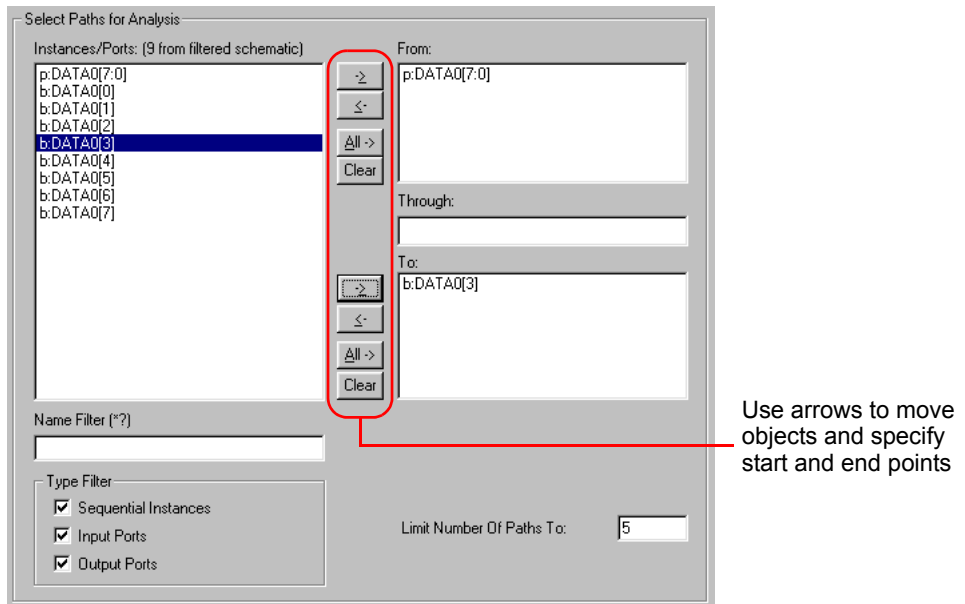 Select Paths for Analysis
Instances/Ports: (9 from filtered schematic)
p:DATA0[7:0]
b:DATA0[0]
b:DATA0[1]
b:DATA0[2]
b:DATA0[3]
b:DATA0[4]
b:DATA0[5]
b:DATA0[6]
b:DATA0[7]
->
<-
All ->
Clear
From:
p:DATA0[7:0]
Through:
To:
b:DATA0[3]
->
<-
All ->
Clear
Name Filter (*?)
Type Filter
Sequential Instances
Input Ports
Output Ports
Limit Number Of Paths To: 5
Use arrows to move
objects and specify
start and end points